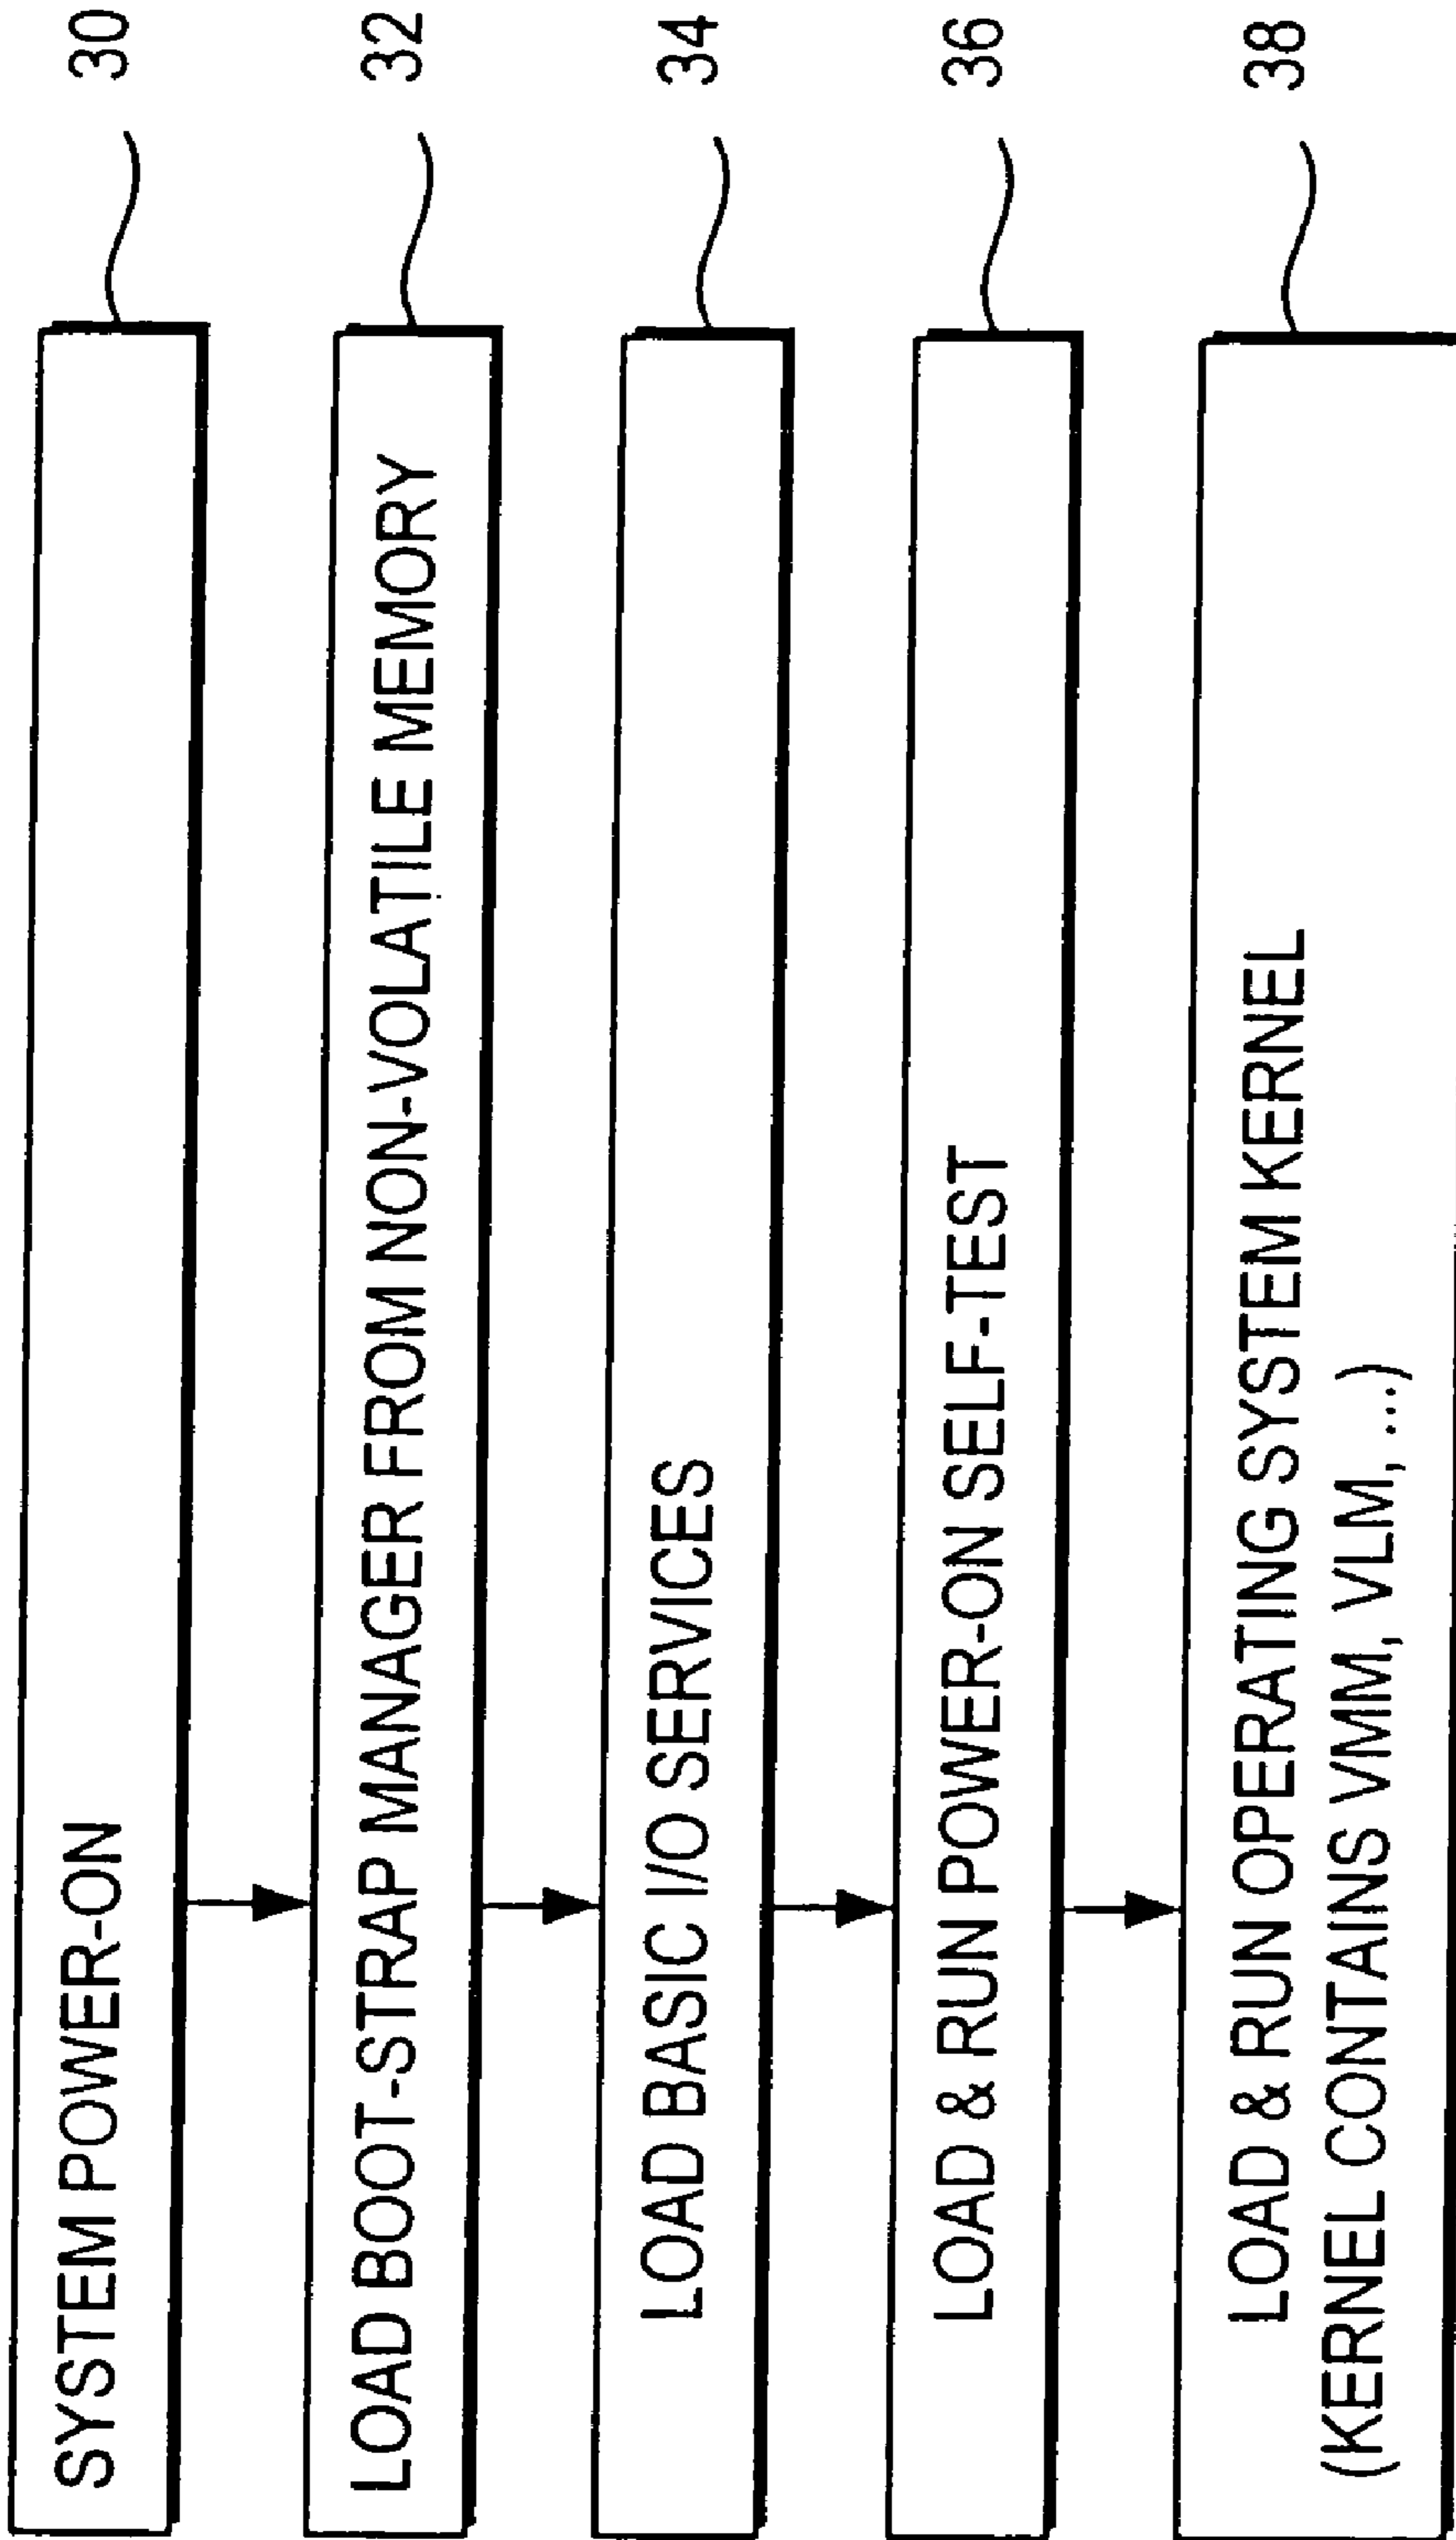 SYSTEM POWER-ON 30
LOAD BOOT-STRAP MANAGER FROM NON-VOLATILE MEMORY 32
LOAD BASIC I/O SERVICES 34
LOAD & RUN POWER-ON SELF-TEST 36
LOAD & RUN OPERATING SYSTEM KERNEL 38
(KERNEL CONTAINS VMM, VLM, ...)